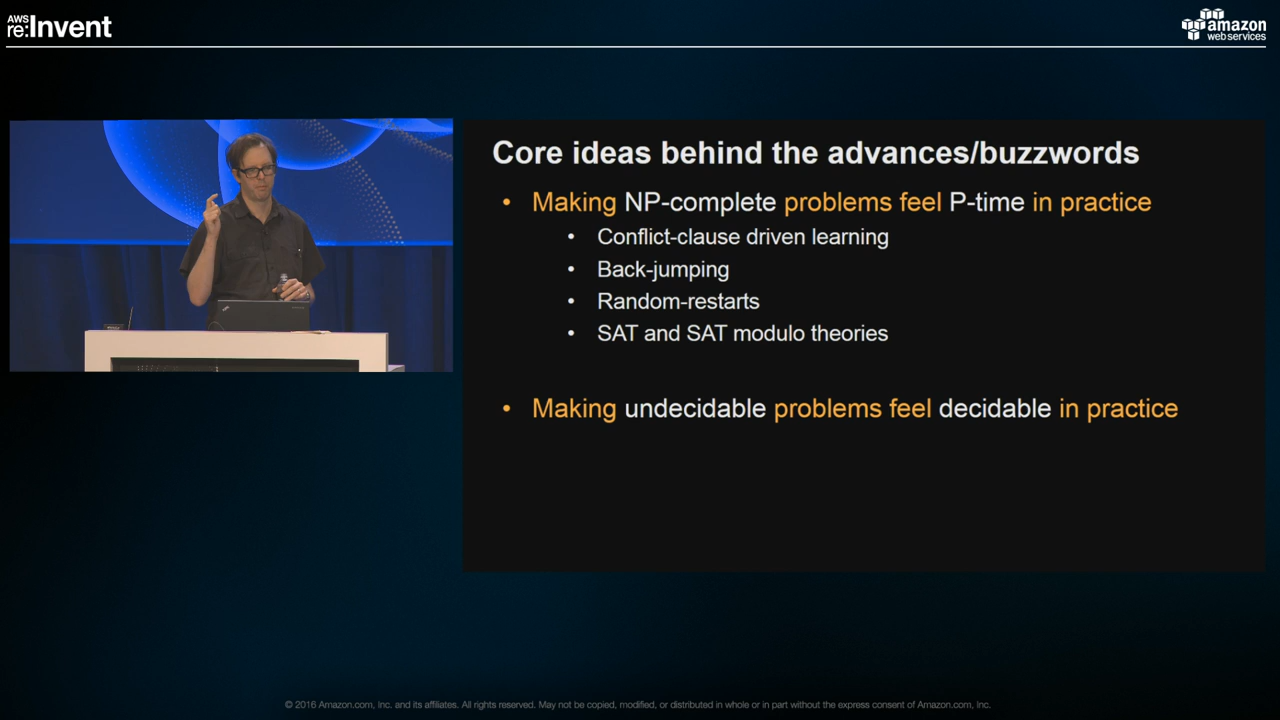 AWS
re:Invent
amazon
web services
Core ideas behind the advances/buzzwords
• Making NP-complete problems feel P-time in practice
• Conflict-clause driven learning
• Back-jumping
• Random-restarts
• SAT and SAT modulo theories
• Making undecidable problems feel decidable in practice
© 2016 Amazon.com, Inc. and its affiliates. All rights reserved. May not be copied, modified, or distributed in whole or in part without the express consent of Amazon.com, Inc.